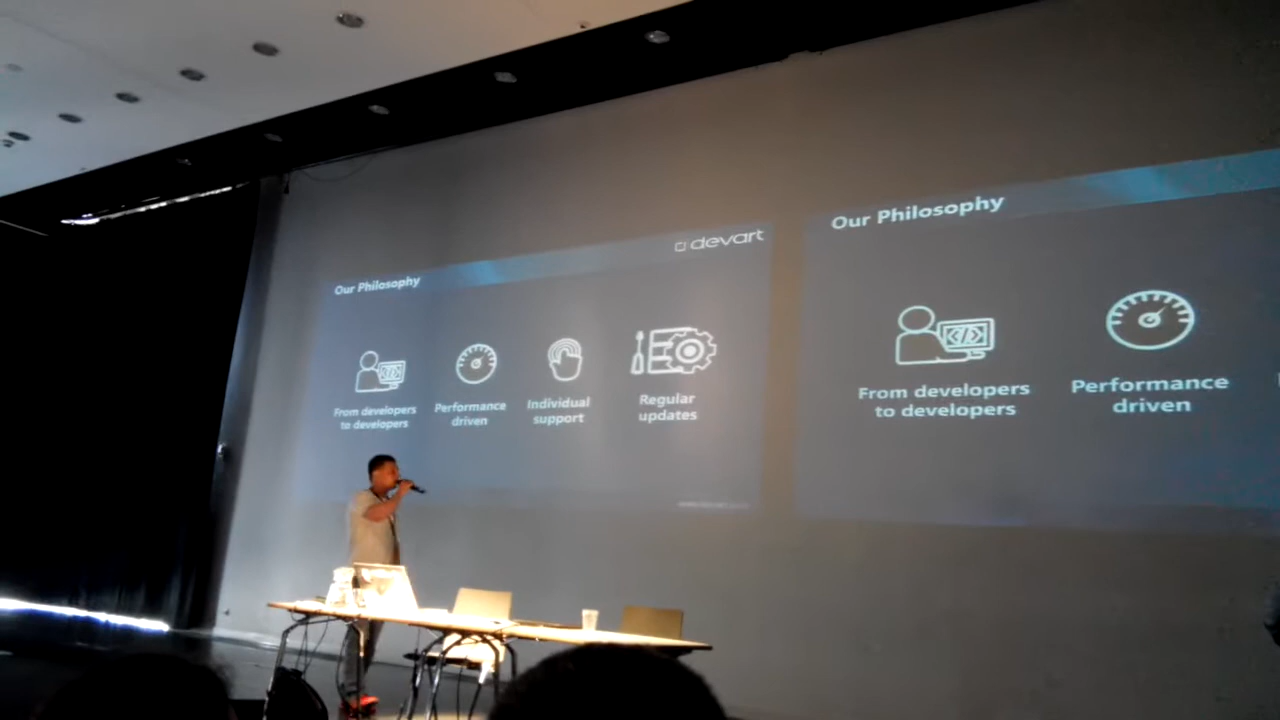 devart
Our Philosophy
From developers
to developers
Performance
driven
Individual
support
Regular
updates
Our Philosophy
From developers
to developers
Performance
driven